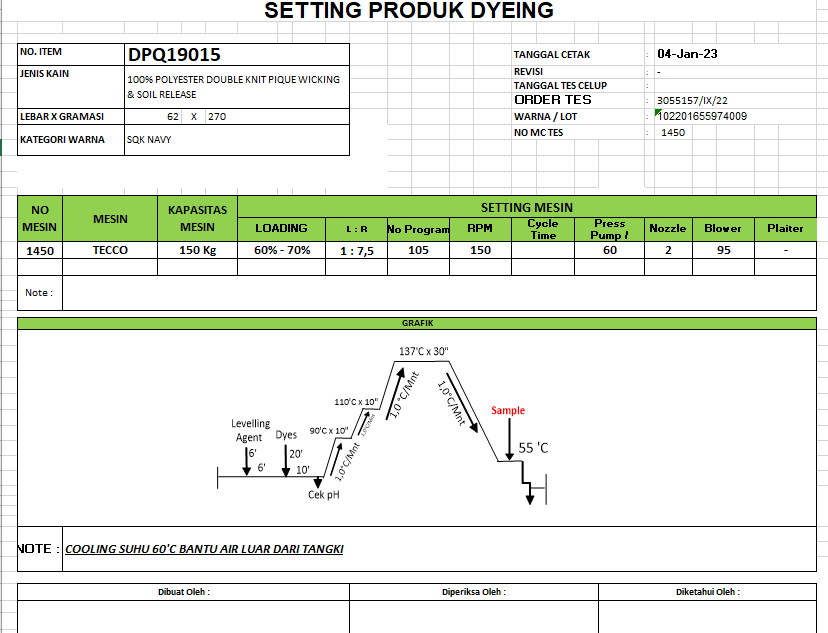 SETTING PRODUK DYEING
NO. ITEM DPQ19015
JENIS KAIN 100% POLYESTER DOUBLE KNIT PIQUE WICKING
& SOIL RELEASE
LEBAR X GRAMASI 62 X 270
KATEGORI WARNA SQK NAVY
TANGGAL CETAK : 04-Jan-23
REVISI : -
TANGGAL TES CELUP :
ORDER TES : 3055157/IX/22
WARNA / LOT : 102201655974009
NO MC TES : 1450
NO MESIN MESIN KAPASITAS MESIN SETTING MESIN
LOADING L : R No Program RPM Cycle Time Press Pump / Nozzle Blower Plaiter
1450 TECCO 150 Kg 60% - 70% 1 : 7,5 105 150 60 2 95 -
Note :
GRAFIK
137'C x 30"
110'C x 10"
1,0 °C/Mnt
1,0°C/Mnt
Sample
Levelling
Agent
Dyes
90'C x 10"
1,0°C/Mnt
55 'C
6'
20'
6'
10'
1,0°C/Mnt
Cek pH
NOTE : COOLING SUHU 60'C BANTU AIR LUAR DARI TANGKI
Dibuat Oleh : Diperiksa Oleh : Diketahui Oleh :